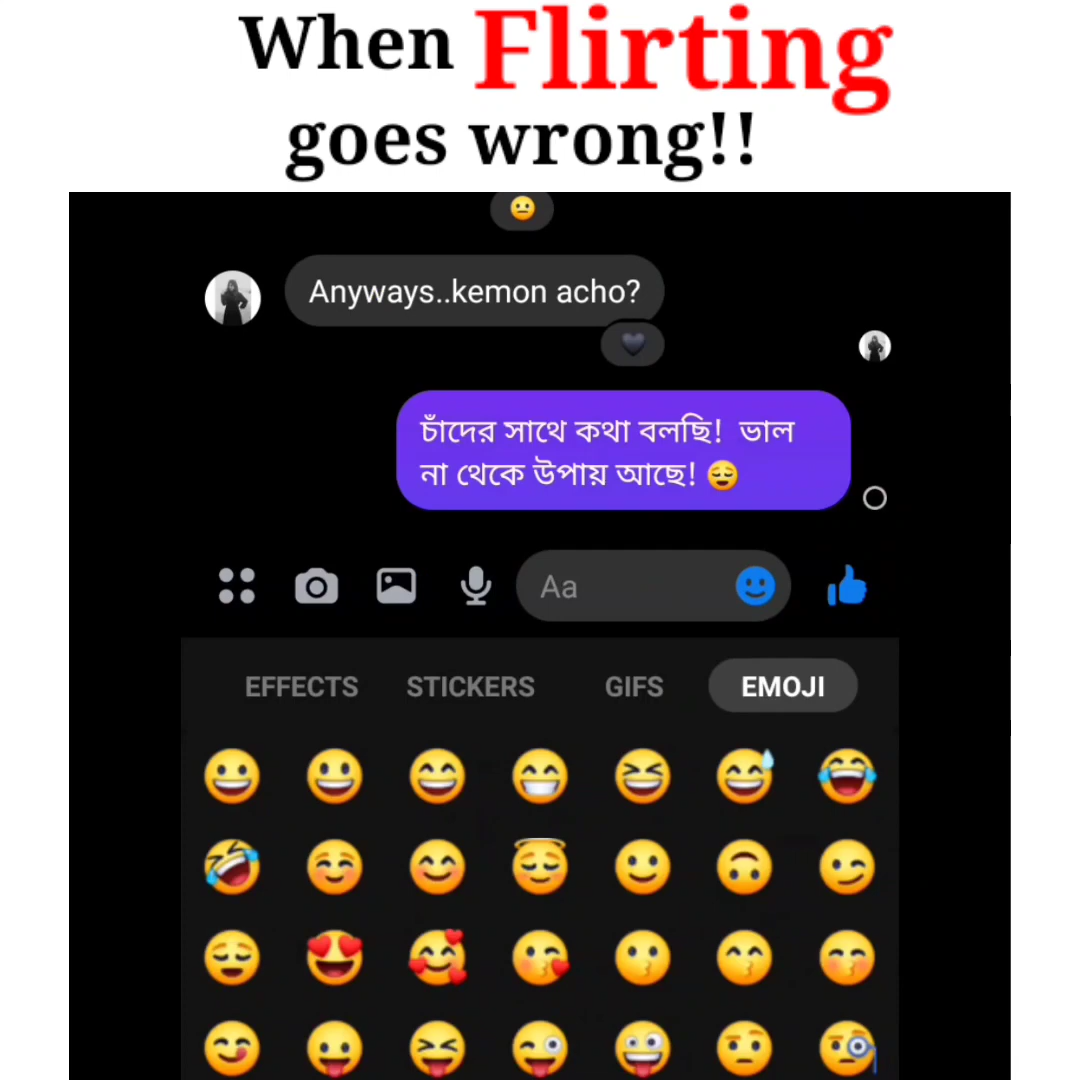 When Flirting
goes wrong!!
😐
Anyways..kemon acho?
🖤
চাঁদের সাথে কথা বলছি! ভাল
না থেকে উপায় আছে! 😌
Aa
EFFECTS STICKERS GIFS EMOJI